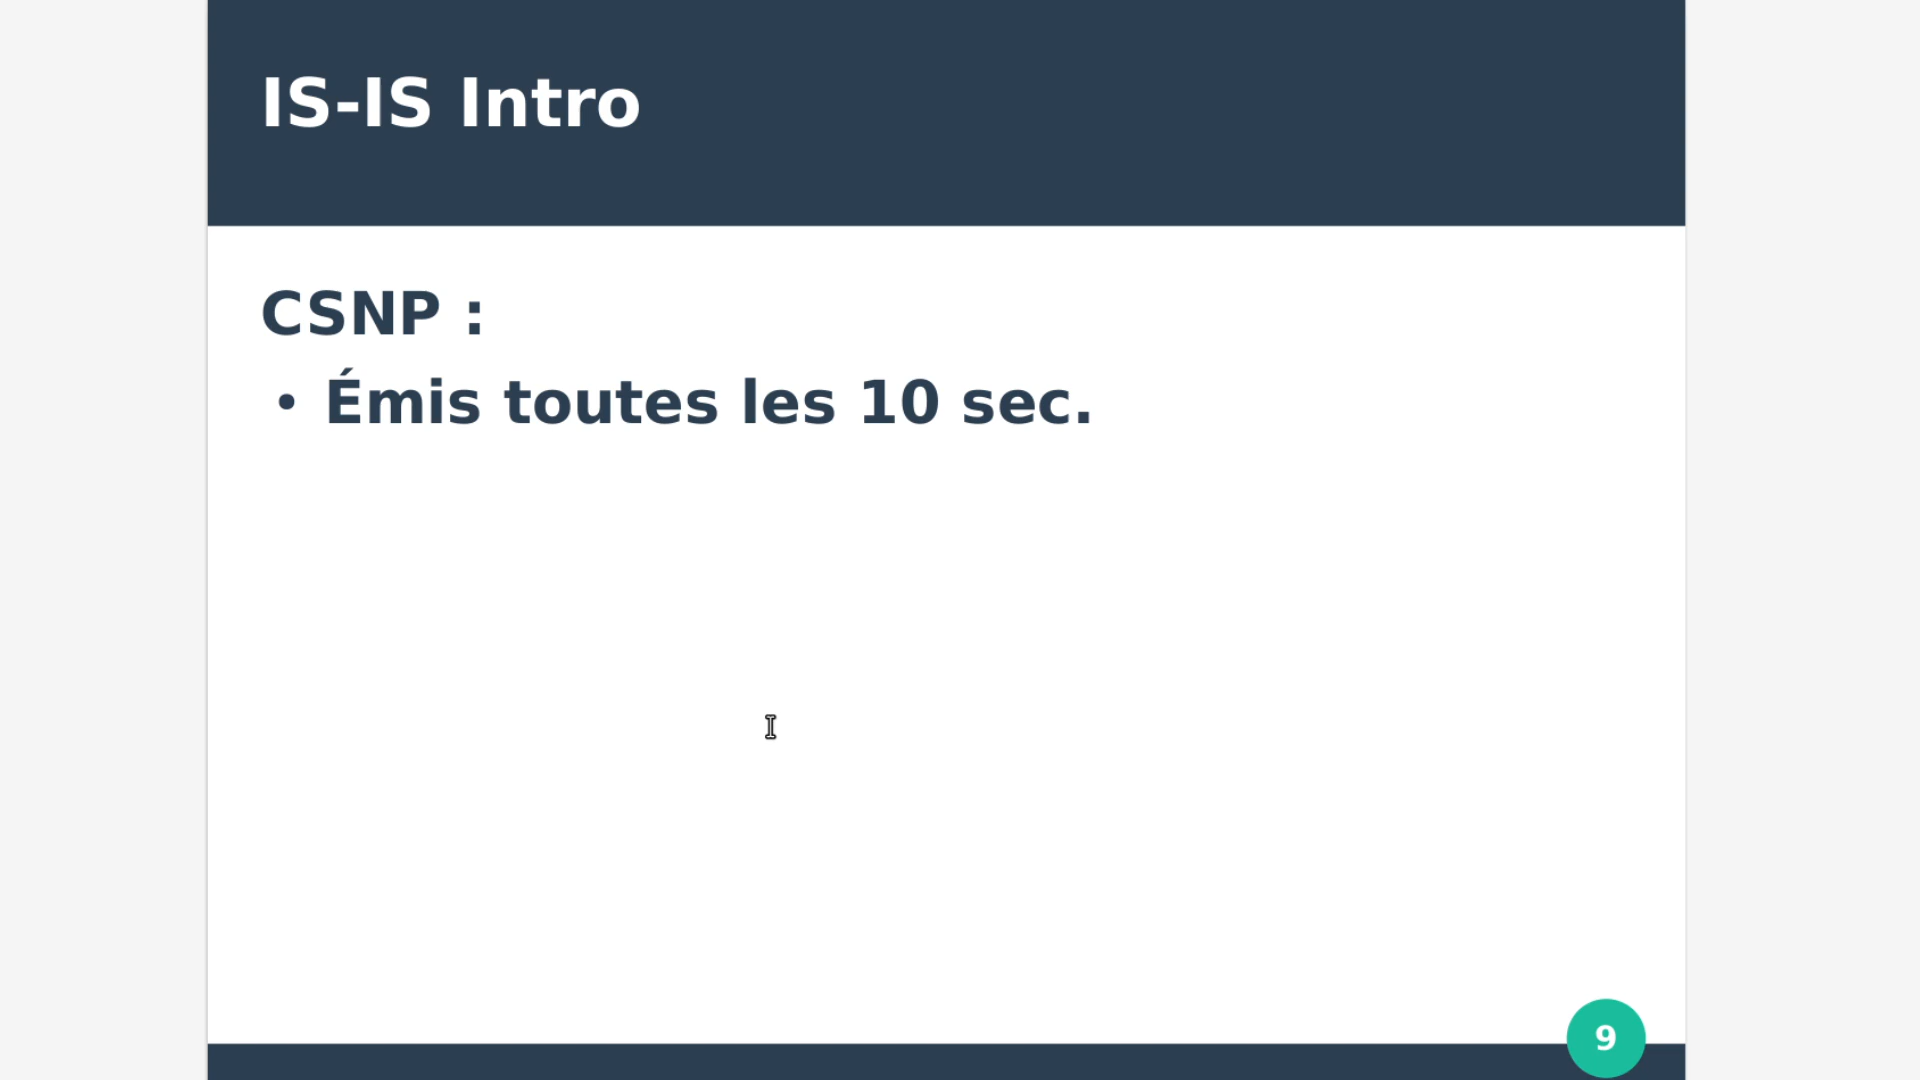 IS-IS Intro
CSNP :
• Émis toutes les 10 sec.
9